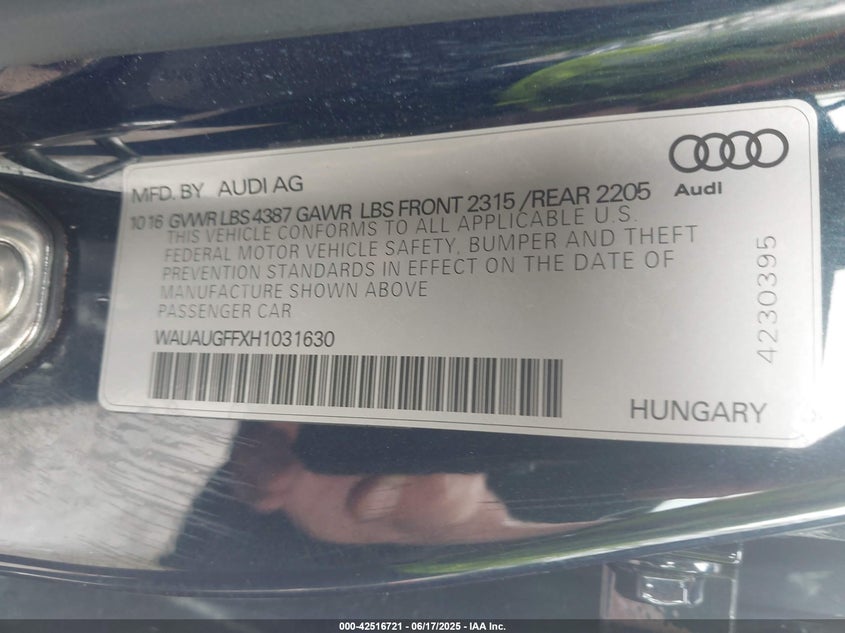 MFD. BY AUDI AG
Audi
10 16 GVWR LBS 4387 GAWR LBS FRONT 2315 /REAR 2205
THIS VEHICLE CONFORMS TO ALL APPLICABLE U.S.
FEDERAL MOTOR VEHICLE SAFETY, BUMPER AND THEFT
PREVENTION STANDARDS IN EFFECT ON THE DATE OF
MANUFACTURE SHOWN ABOVE
PASSENGER CAR
WAUAUGFFXH1031630
4230395
HUNGARY
000-42516721 - 06/17/2025 - IAA Inc.